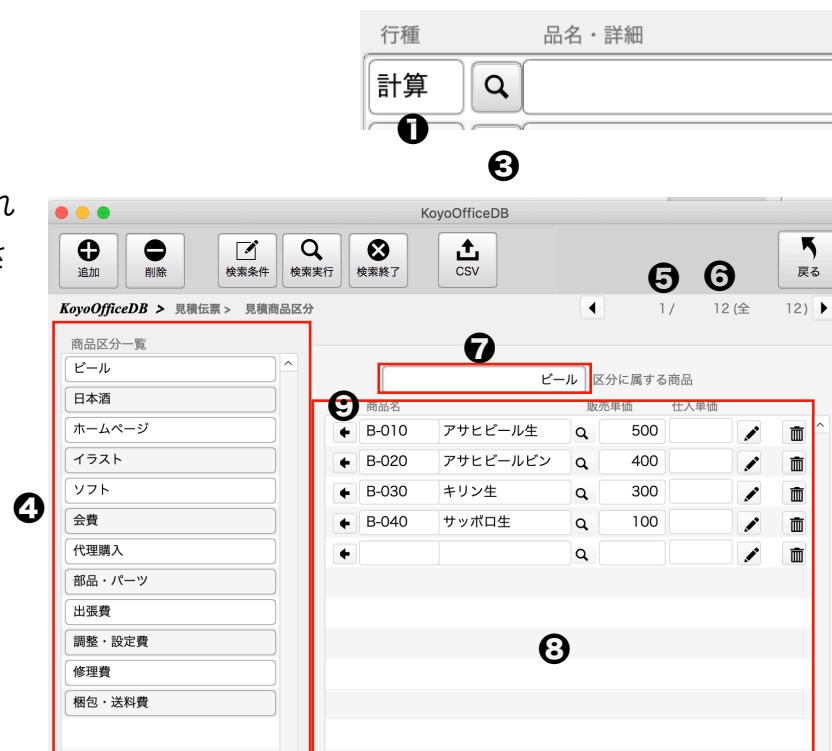 行種 品名・詳細
計算
❶
❸
れ
KoyoOfficeDB
追加 削除 検索条件 検索実行 検索終了 CSV 戻る
❺ ❻
KoyoOfficeDB > 見積伝票 > 見積商品区分 1 / 12 (全 12)
商品区分一覧
❼
ビール 区分に属する商品
❾ 商品名 販売単価 仕入単価
ビール
日本酒
ホームページ
イラスト
ソフト
会費
代理購入
部品・パーツ
出張費
調整・設定費
修理費
梱包・送料費
❹
B-010 アサヒビール生 500
B-020 アサヒビールビン 400
B-030 キリン生 300
B-040 サッポロ生 100
❽